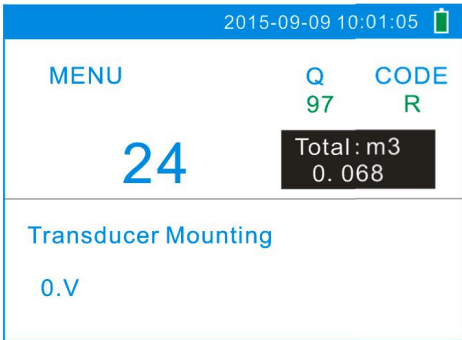 2015-09-09 10:01:05
MENU Q CODE
97 R
24 Total:m3
0. 068
Transducer Mounting
0.V